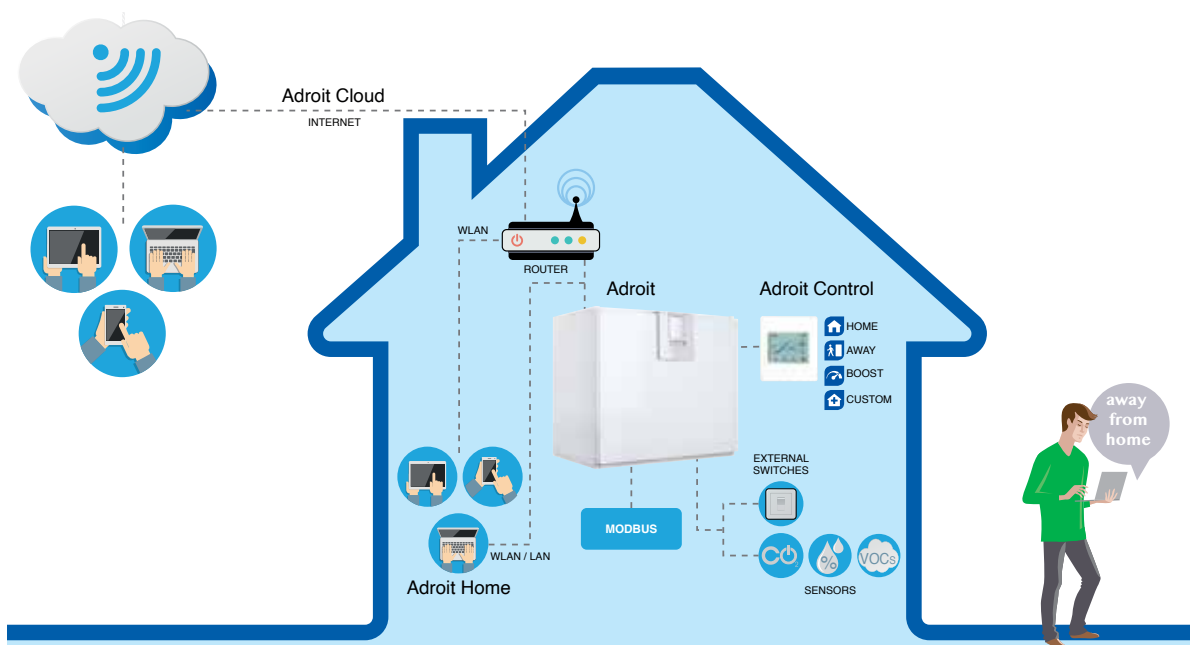 Adroit Cloud
INTERNET
WLAN
ROUTER
Adroit
Adroit Control
HOME
AWAY
BOOST
CUSTOM
away
from
home
EXTERNAL
SWITCHES
MODBUS
WLAN / LAN
Adroit Home
CO2
%
VOCs
SENSORS